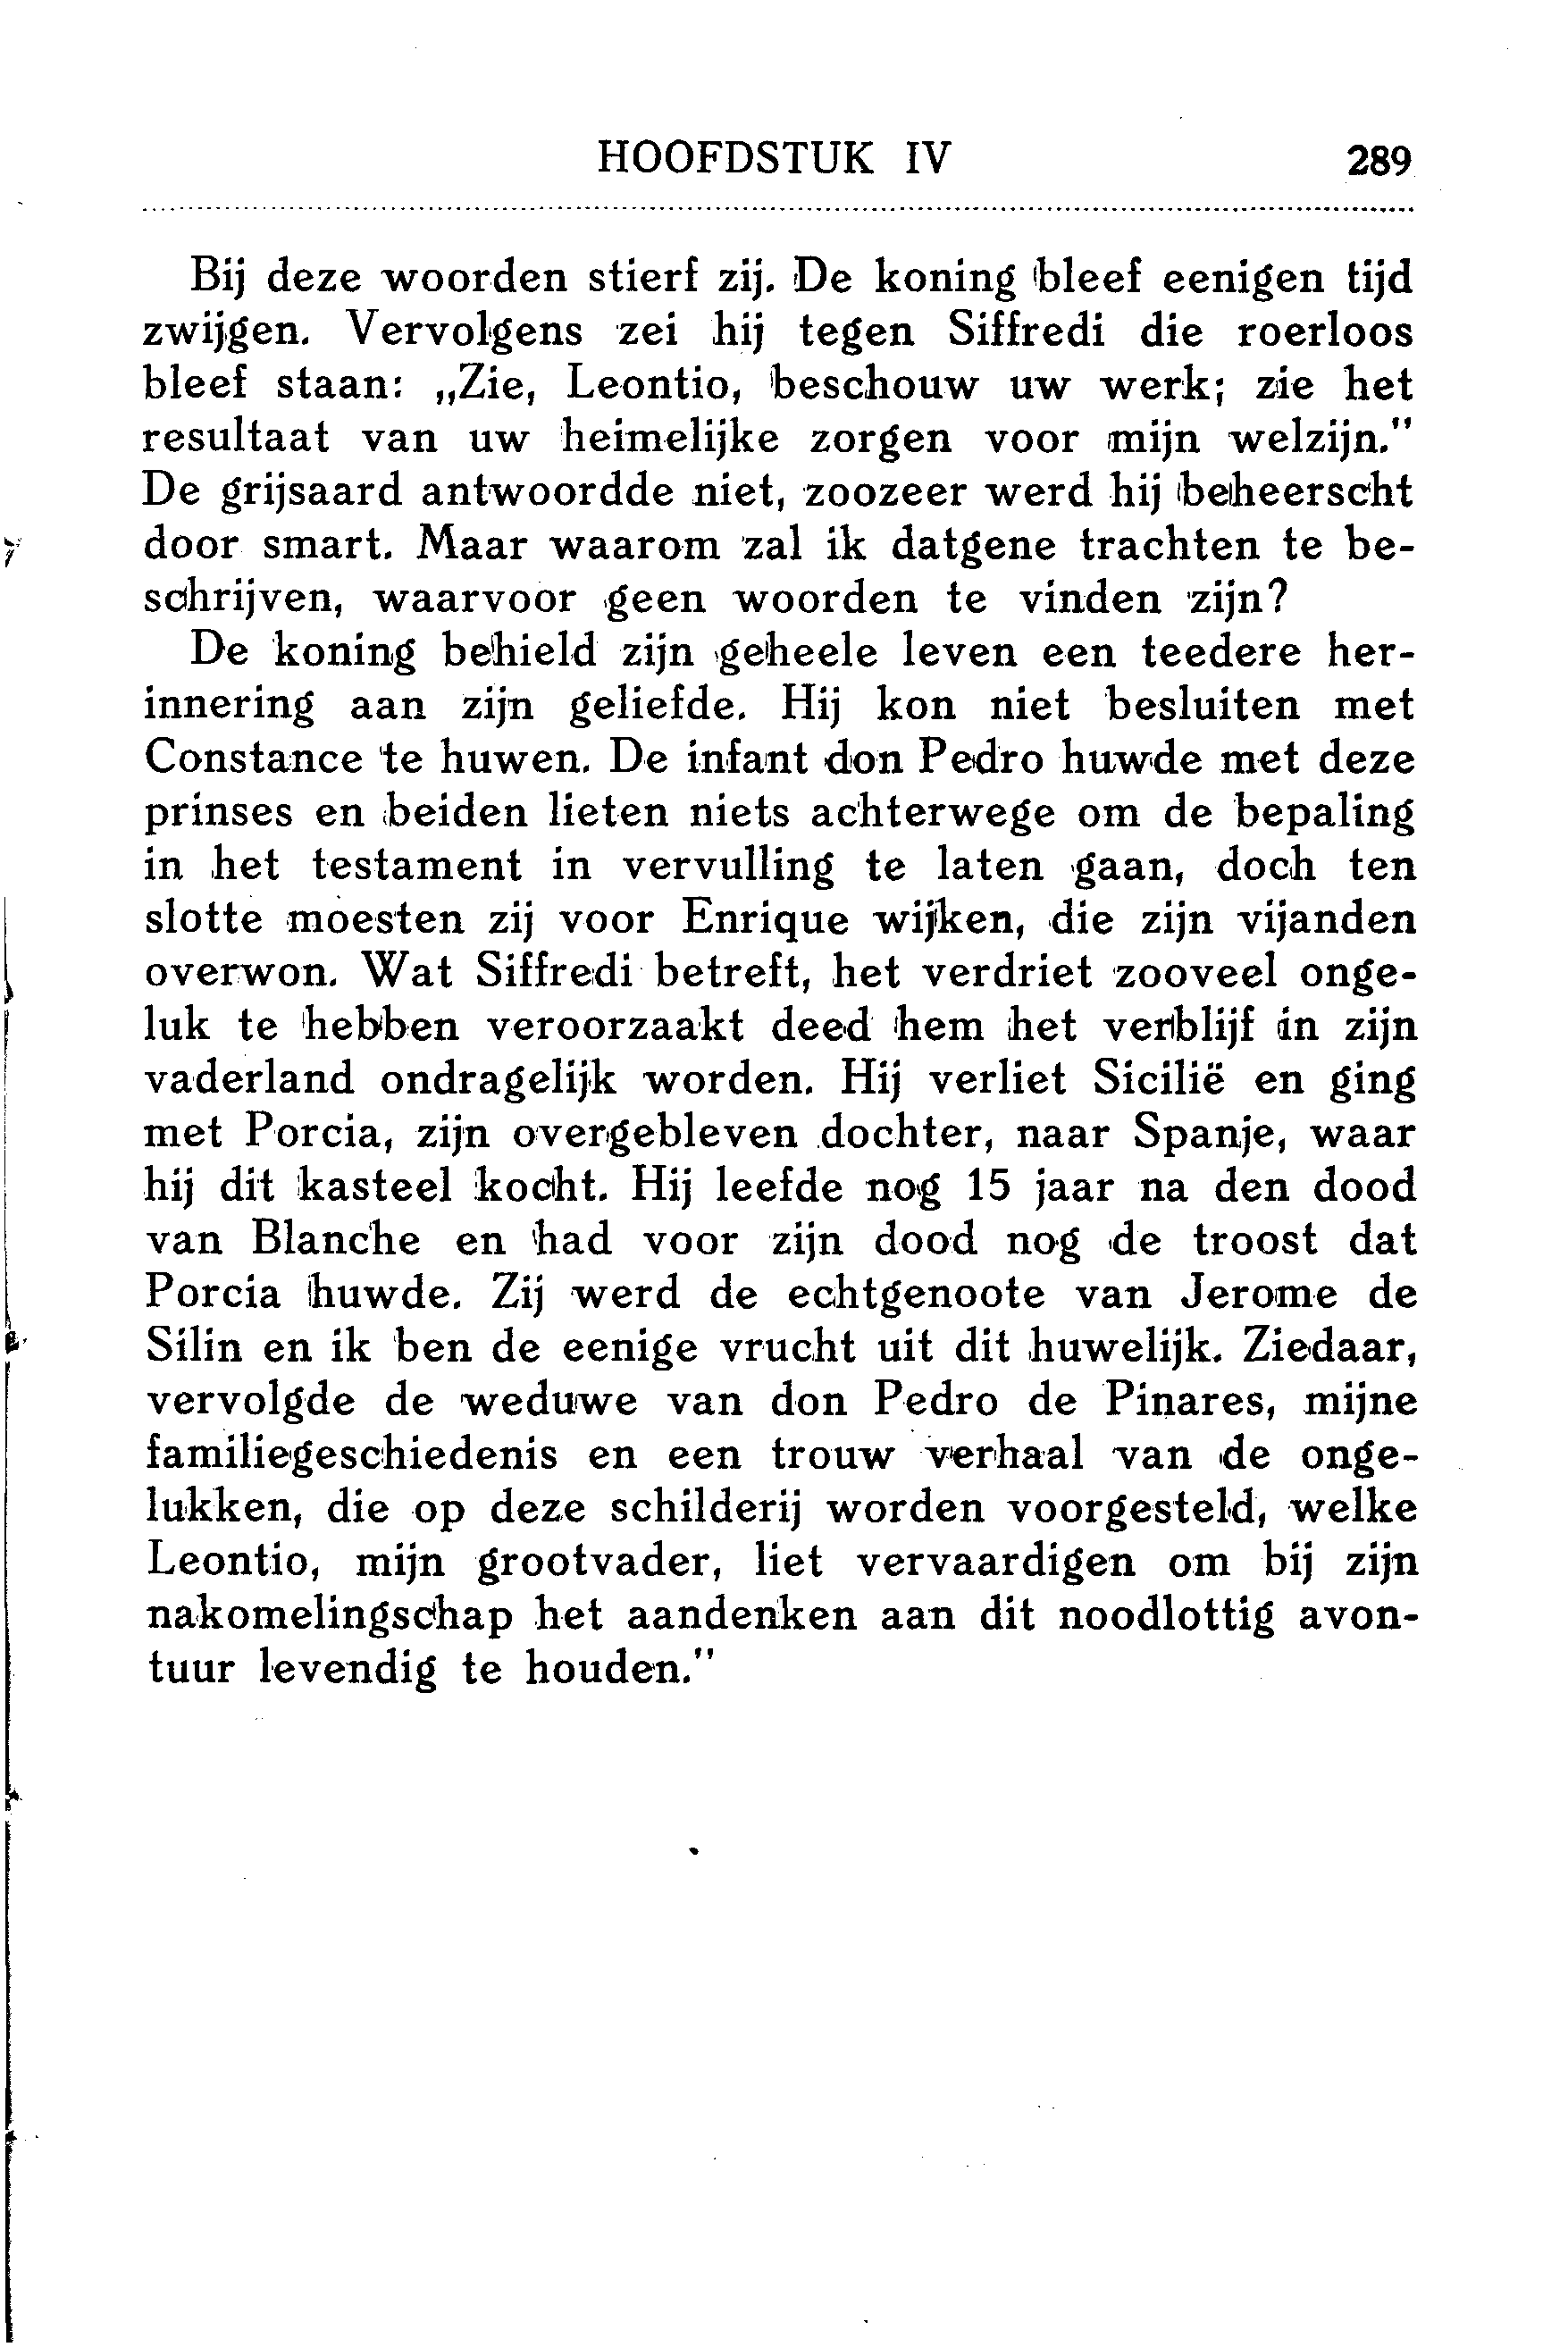 HOOFDSTUK IV 289
Bij deze woorden stierf zij. De koning bleef eenigen tijd
zwijgen. Vervolgens zei hij tegen Siffredi die roerloos
bleef staan: „Zie, Leontio, beschouw uw werk; zie het
resultaat van uw heimelijke zorgen voor mijn welzijn."
De grijsaard antwoordde niet, zoozeer werd hij beheerscht
door smart. Maar waarom zal ik datgene trachten te be-
schrijven, waarvoor geen woorden te vinden zijn?
De koning behield zijn geheele leven een teedere her-
innering aan zijn geliefde. Hij kon niet besluiten met
Constance te huwen. De infant don Pedro huwde met deze
prinses en beiden lieten niets achterwege om de bepaling
in het testament in vervulling te laten gaan, doch ten
slotte moesten zij voor Enrique wijken, die zijn vijanden
overwon. Wat Siffredi betreft, het verdriet zooveel onge-
luk te hebben veroorzaakt deed hem het verblijf in zijn
vaderland ondragelijk worden. Hij verliet Sicilië en ging
met Porcia, zijn overgebleven dochter, naar Spanje, waar
hij dit kasteel kocht. Hij leefde nog 15 jaar na den dood
van Blanche en had voor zijn dood nog de troost dat
Porcia huwde. Zij werd de echtgenoote van Jerome de
Silin en ik ben de eenige vrucht uit dit huwelijk. Ziedaar,
vervolgde de weduwe van don Pedro de Pinares, mijne
familiegeschiedenis en een trouw verhaal van de onge-
lukken, die op deze schilderij worden voorgesteld, welke
Leontio, mijn grootvader, liet vervaardigen om bij zijn
nakomelingschap het aandenken aan dit noodlottig avon-
tuur levendig te houden."